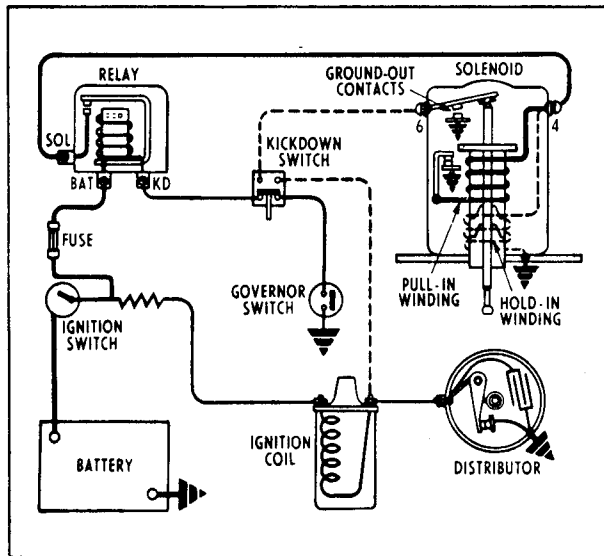 RELAY
GROUND-OUT
CONTACTS
SOLENOID
SOL
6
4
KICKDOWN
SWITCH
BAT
KD
FUSE
PULL-IN
WINDING
HOLD-IN
WINDING
GOVERNOR
SWITCH
IGNITION
SWITCH
IGNITION
COIL
BATTERY
DISTRIBUTOR